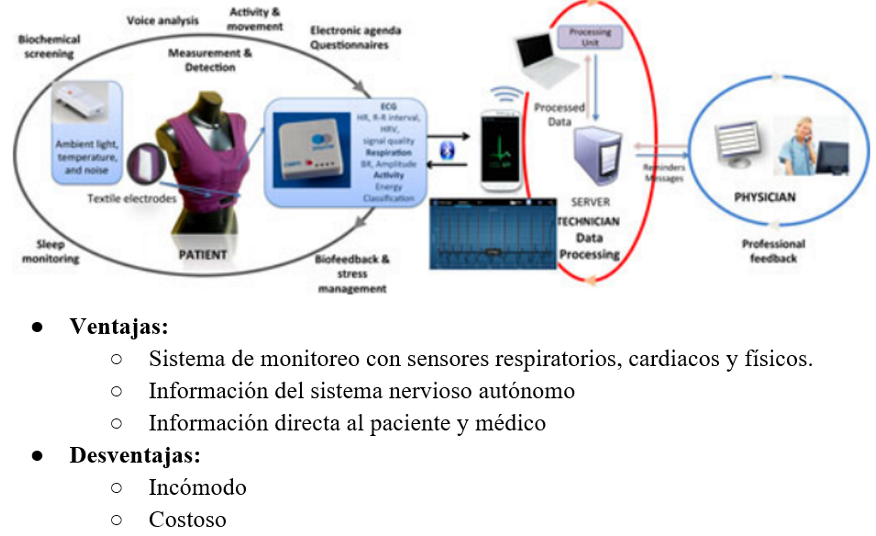 Activity &
movement
Voice analysis
Electronic agenda
Questionnaires
Biochemical
screening
Measurement &
Detection
Ambient light,
temperature,
and noise
Textile electrodes
PATIENT
Sleep
monitoring
ECG
HR, R-R interval,
HRV,
signal quality
Respiration
BR, Amplitude
Activity
Energy
Classification
Biofeedback &
stress
management
Processing
Unit
Processed
Data
SERVER
TECHNICIAN
Data
Processing
Reminders
Messages
PHYSICIAN
Professional
feedback
● Ventajas:
○ Sistema de monitoreo con sensores respiratorios, cardiacos y físicos.
○ Información del sistema nervioso autónomo
○ Información directa al paciente y médico
● Desventajas:
○ Incómodo
○ Costoso